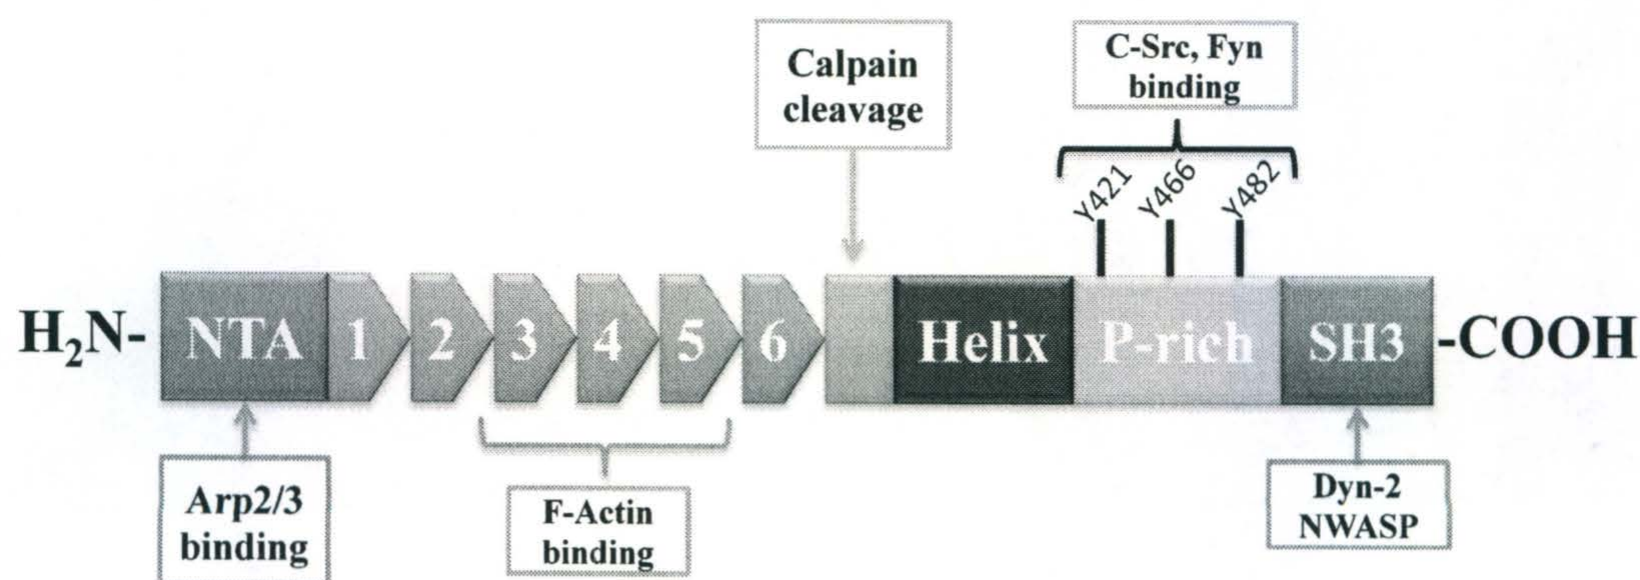 Calpain
cleavage
C-Src, Fyn
binding
Y421
Y466
Y482
H₂N-
NTA
1
2
3
4
5
6
Helix
P-rich
SH3
-COOH
Arp2/3
binding
F-Actin
binding
Dyn-2
NWASP